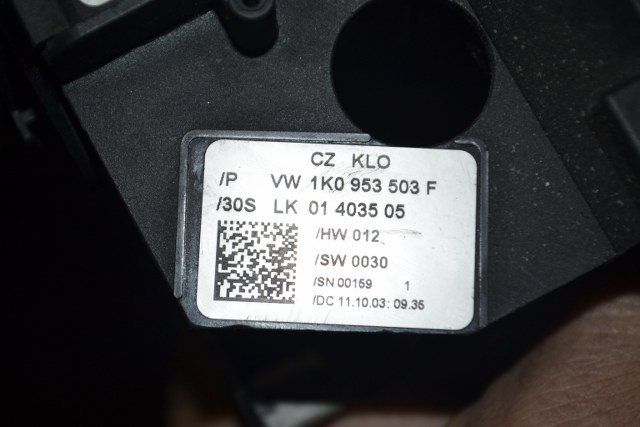 CZ KLO
/P VW 1K0 953 503 F
/30S LK 01 4035 05
/HW 012
/SW 0030
/SN 00159 1
/DC 11.10.03: 09.35